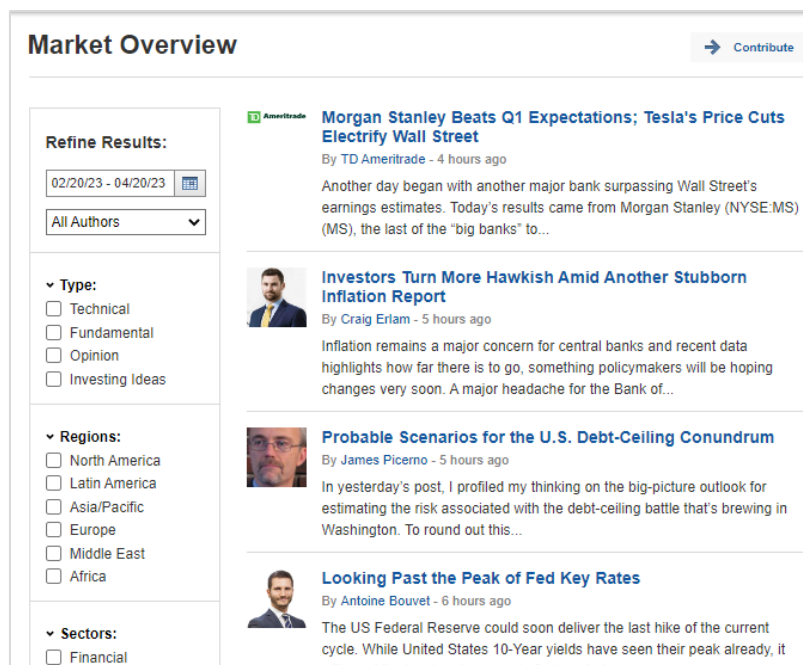 Market Overview
Contribute
Refine Results:
02/20/23 - 04/20/23
All Authors
Type:
Technical
Fundamental
Opinion
Investing Ideas
Regions:
North America
Latin America
Asia/Pacific
Europe
Middle East
Africa
Sectors:
Financial
TD Ameritrade
Morgan Stanley Beats Q1 Expectations; Tesla's Price Cuts
Electrify Wall Street
By TD Ameritrade - 4 hours ago
Another day began with another major bank surpassing Wall Street's
earnings estimates. Today's results came from Morgan Stanley (NYSE:MS)
(MS), the last of the “big banks” to...
Investors Turn More Hawkish Amid Another Stubborn
Inflation Report
By Craig Erlam - 5 hours ago
Inflation remains a major concern for central banks and recent data
highlights how far there is to go, something policymakers will be hoping
changes very soon. A major headache for the Bank of...
Probable Scenarios for the U.S. Debt-Ceiling Conundrum
By James Picerno - 5 hours ago
In yesterday's post, I profiled my thinking on the big-picture outlook for
estimating the risk associated with the debt-ceiling battle that's brewing in
Washington. To round out this...
Looking Past the Peak of Fed Key Rates
By Antoine Bouvet - 6 hours ago
The US Federal Reserve could soon deliver the last hike of the current
cycle. While United States 10-Year yields have seen their peak already, it